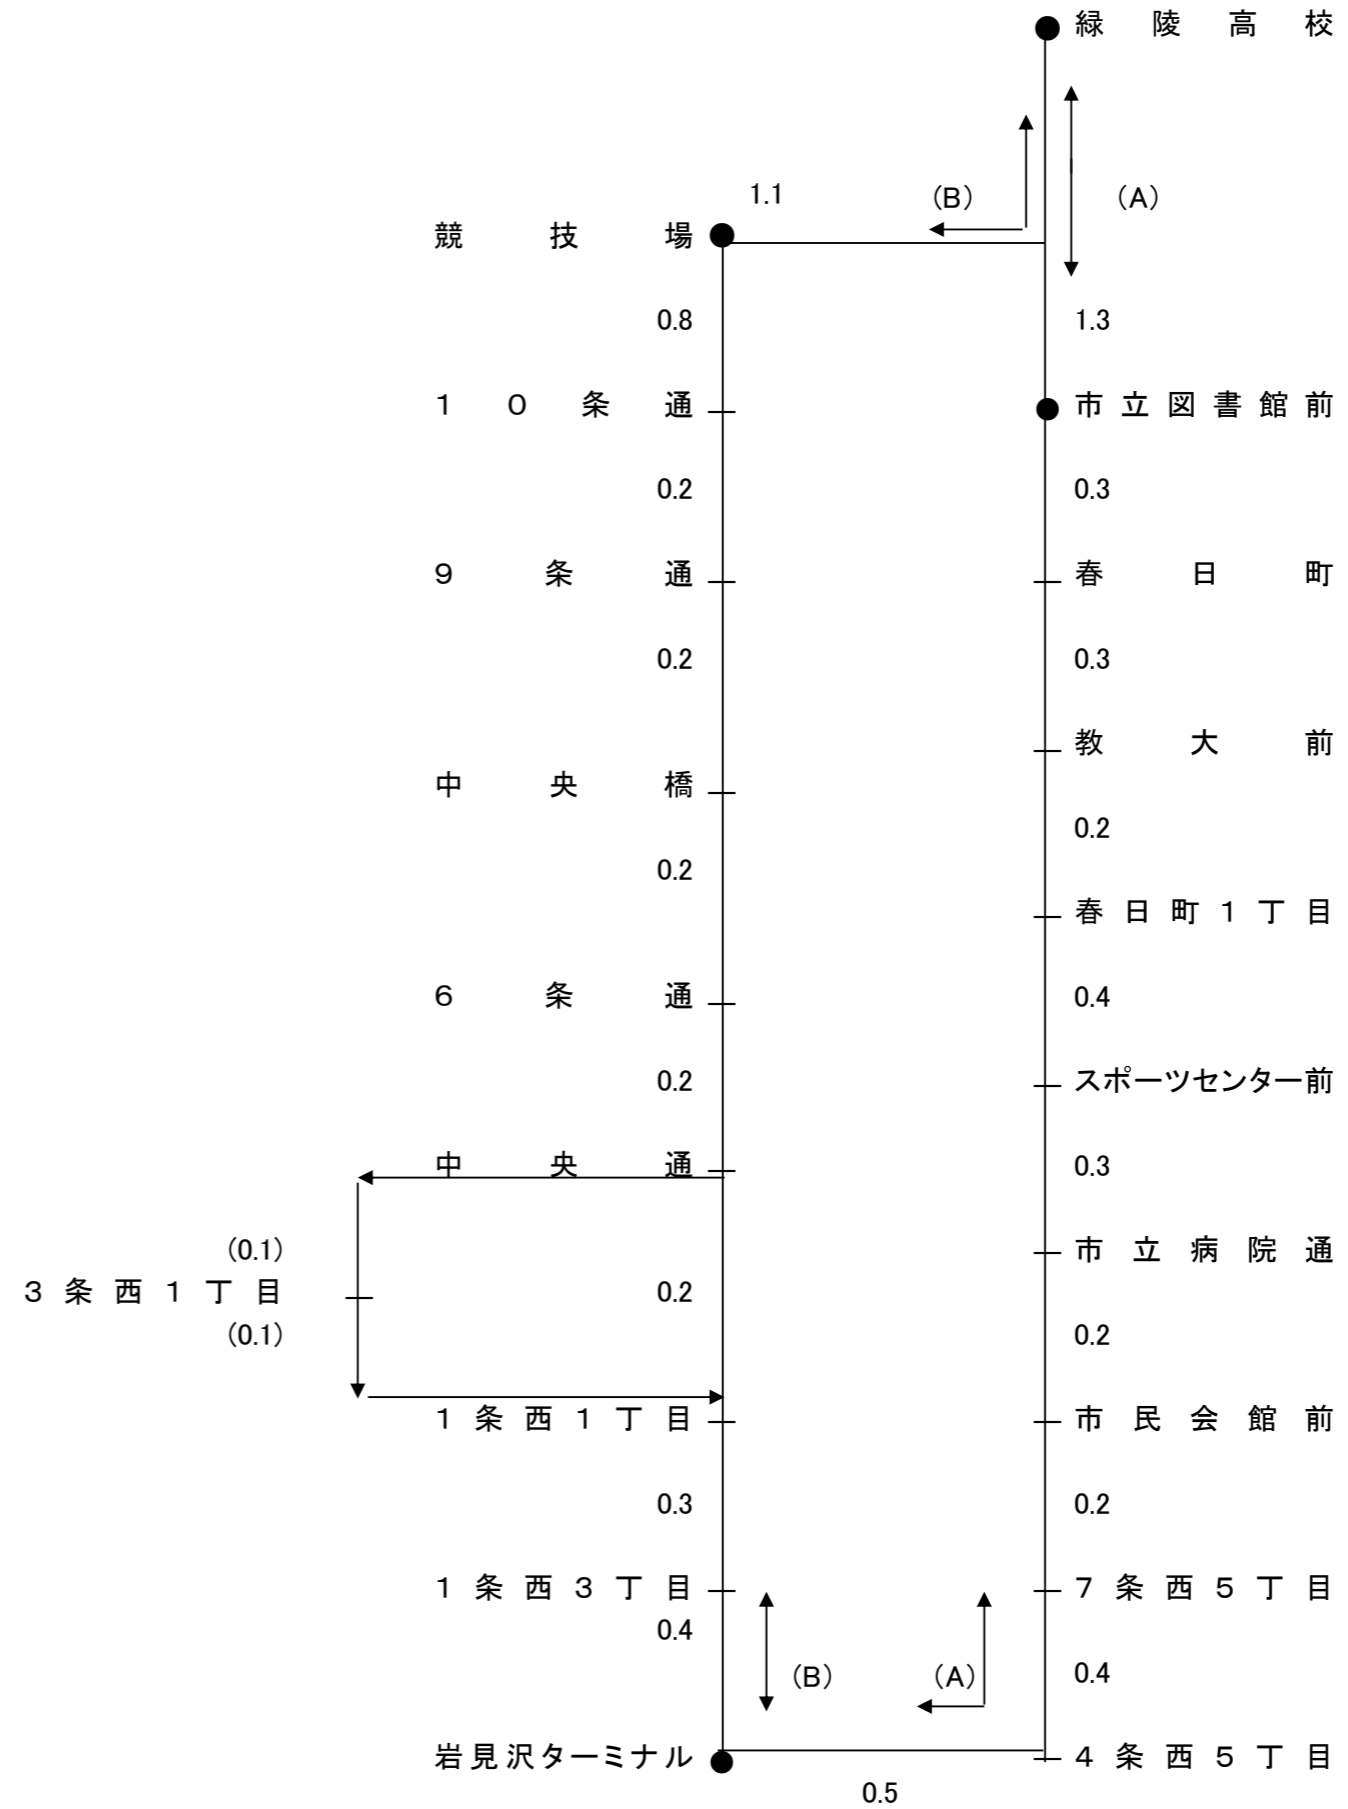 緑陵高校
1.1
（B）
（A）
競技場
0.8
1.3
１０条通
市立図書館前
0.2
0.3
９条通
春日町
0.2
0.3
教大前
中央橋
0.2
0.2
春日町１丁目
６条通
0.4
0.2
スポーツセンター前
中央通
0.3
（0.1）
市立病院通
３条西１丁目
0.2
（0.1）
0.2
１条西１丁目
市民会館前
0.3
0.2
１条西３丁目
７条西５丁目
0.4
（B）
（A）
0.4
岩見沢ターミナル
４条西５丁目
0.5